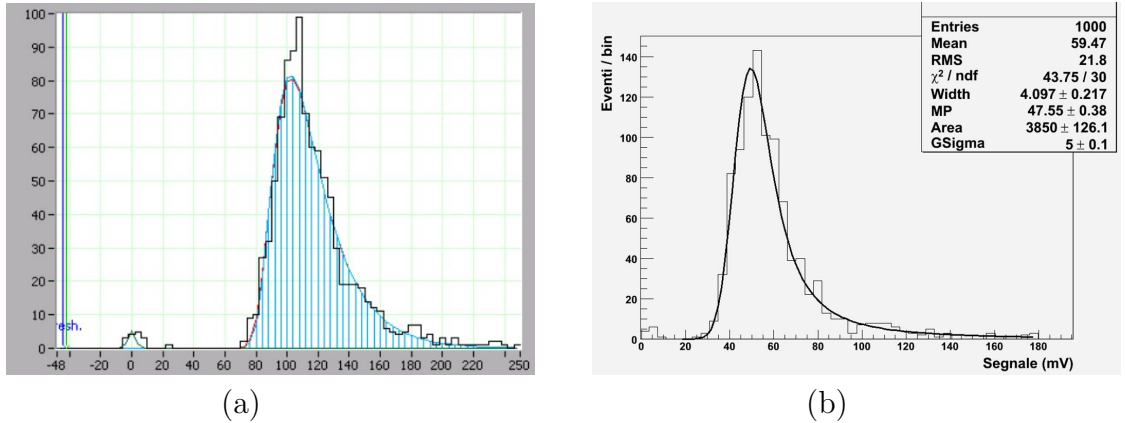 100
90
80
70
60
50
40
30
20
10
0
esh.
-48 -20 0 20 40 60 80 100 120 140 160 180 200 220 250
(a)
Entries 1000
Mean 59.47
RMS 21.8
χ² / ndf 43.75 / 30
Width 4.097 ± 0.217
MP 47.55 ± 0.38
Area 3850 ± 126.1
GSigma 5 ± 0.1
Eventi / bin
140
120
100
80
60
40
20
0
0 20 40 60 80 100 120 140 160 180
Segnale (mV)
(b)